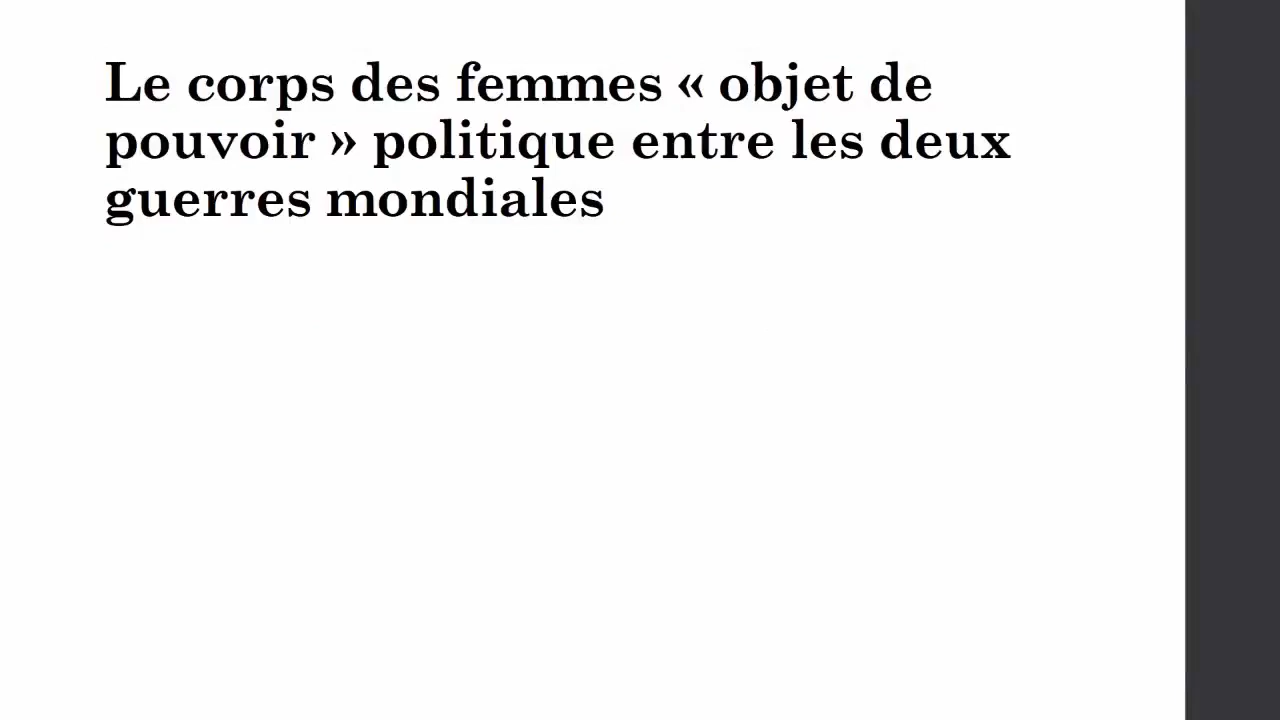 Le corps des femmes « objet de
pouvoir » politique entre les deux
guerres mondiales